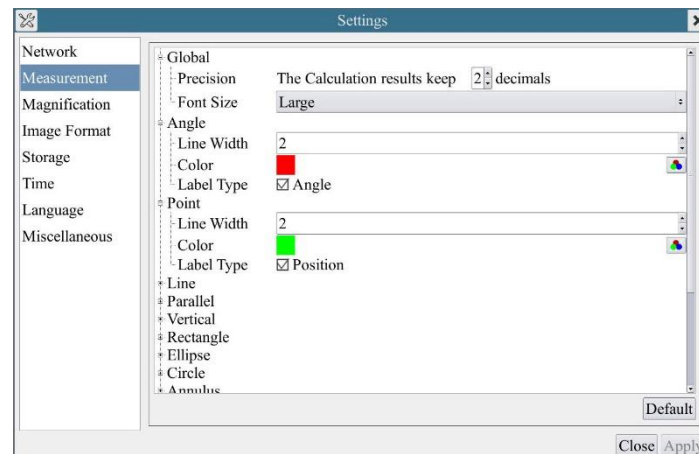 Settings
Network
Measurement
Magnification
Image Format
Storage
Time
Language
Miscellaneous
Global
Precision The Calculation results keep 2 decimals
Font Size Large
Angle
Line Width 2
Color
Label Type Angle
Point
Line Width 2
Color
Label Type Position
Line
Parallel
Vertical
Rectangle
Ellipse
Circle
Annulus
Default
Close Apply